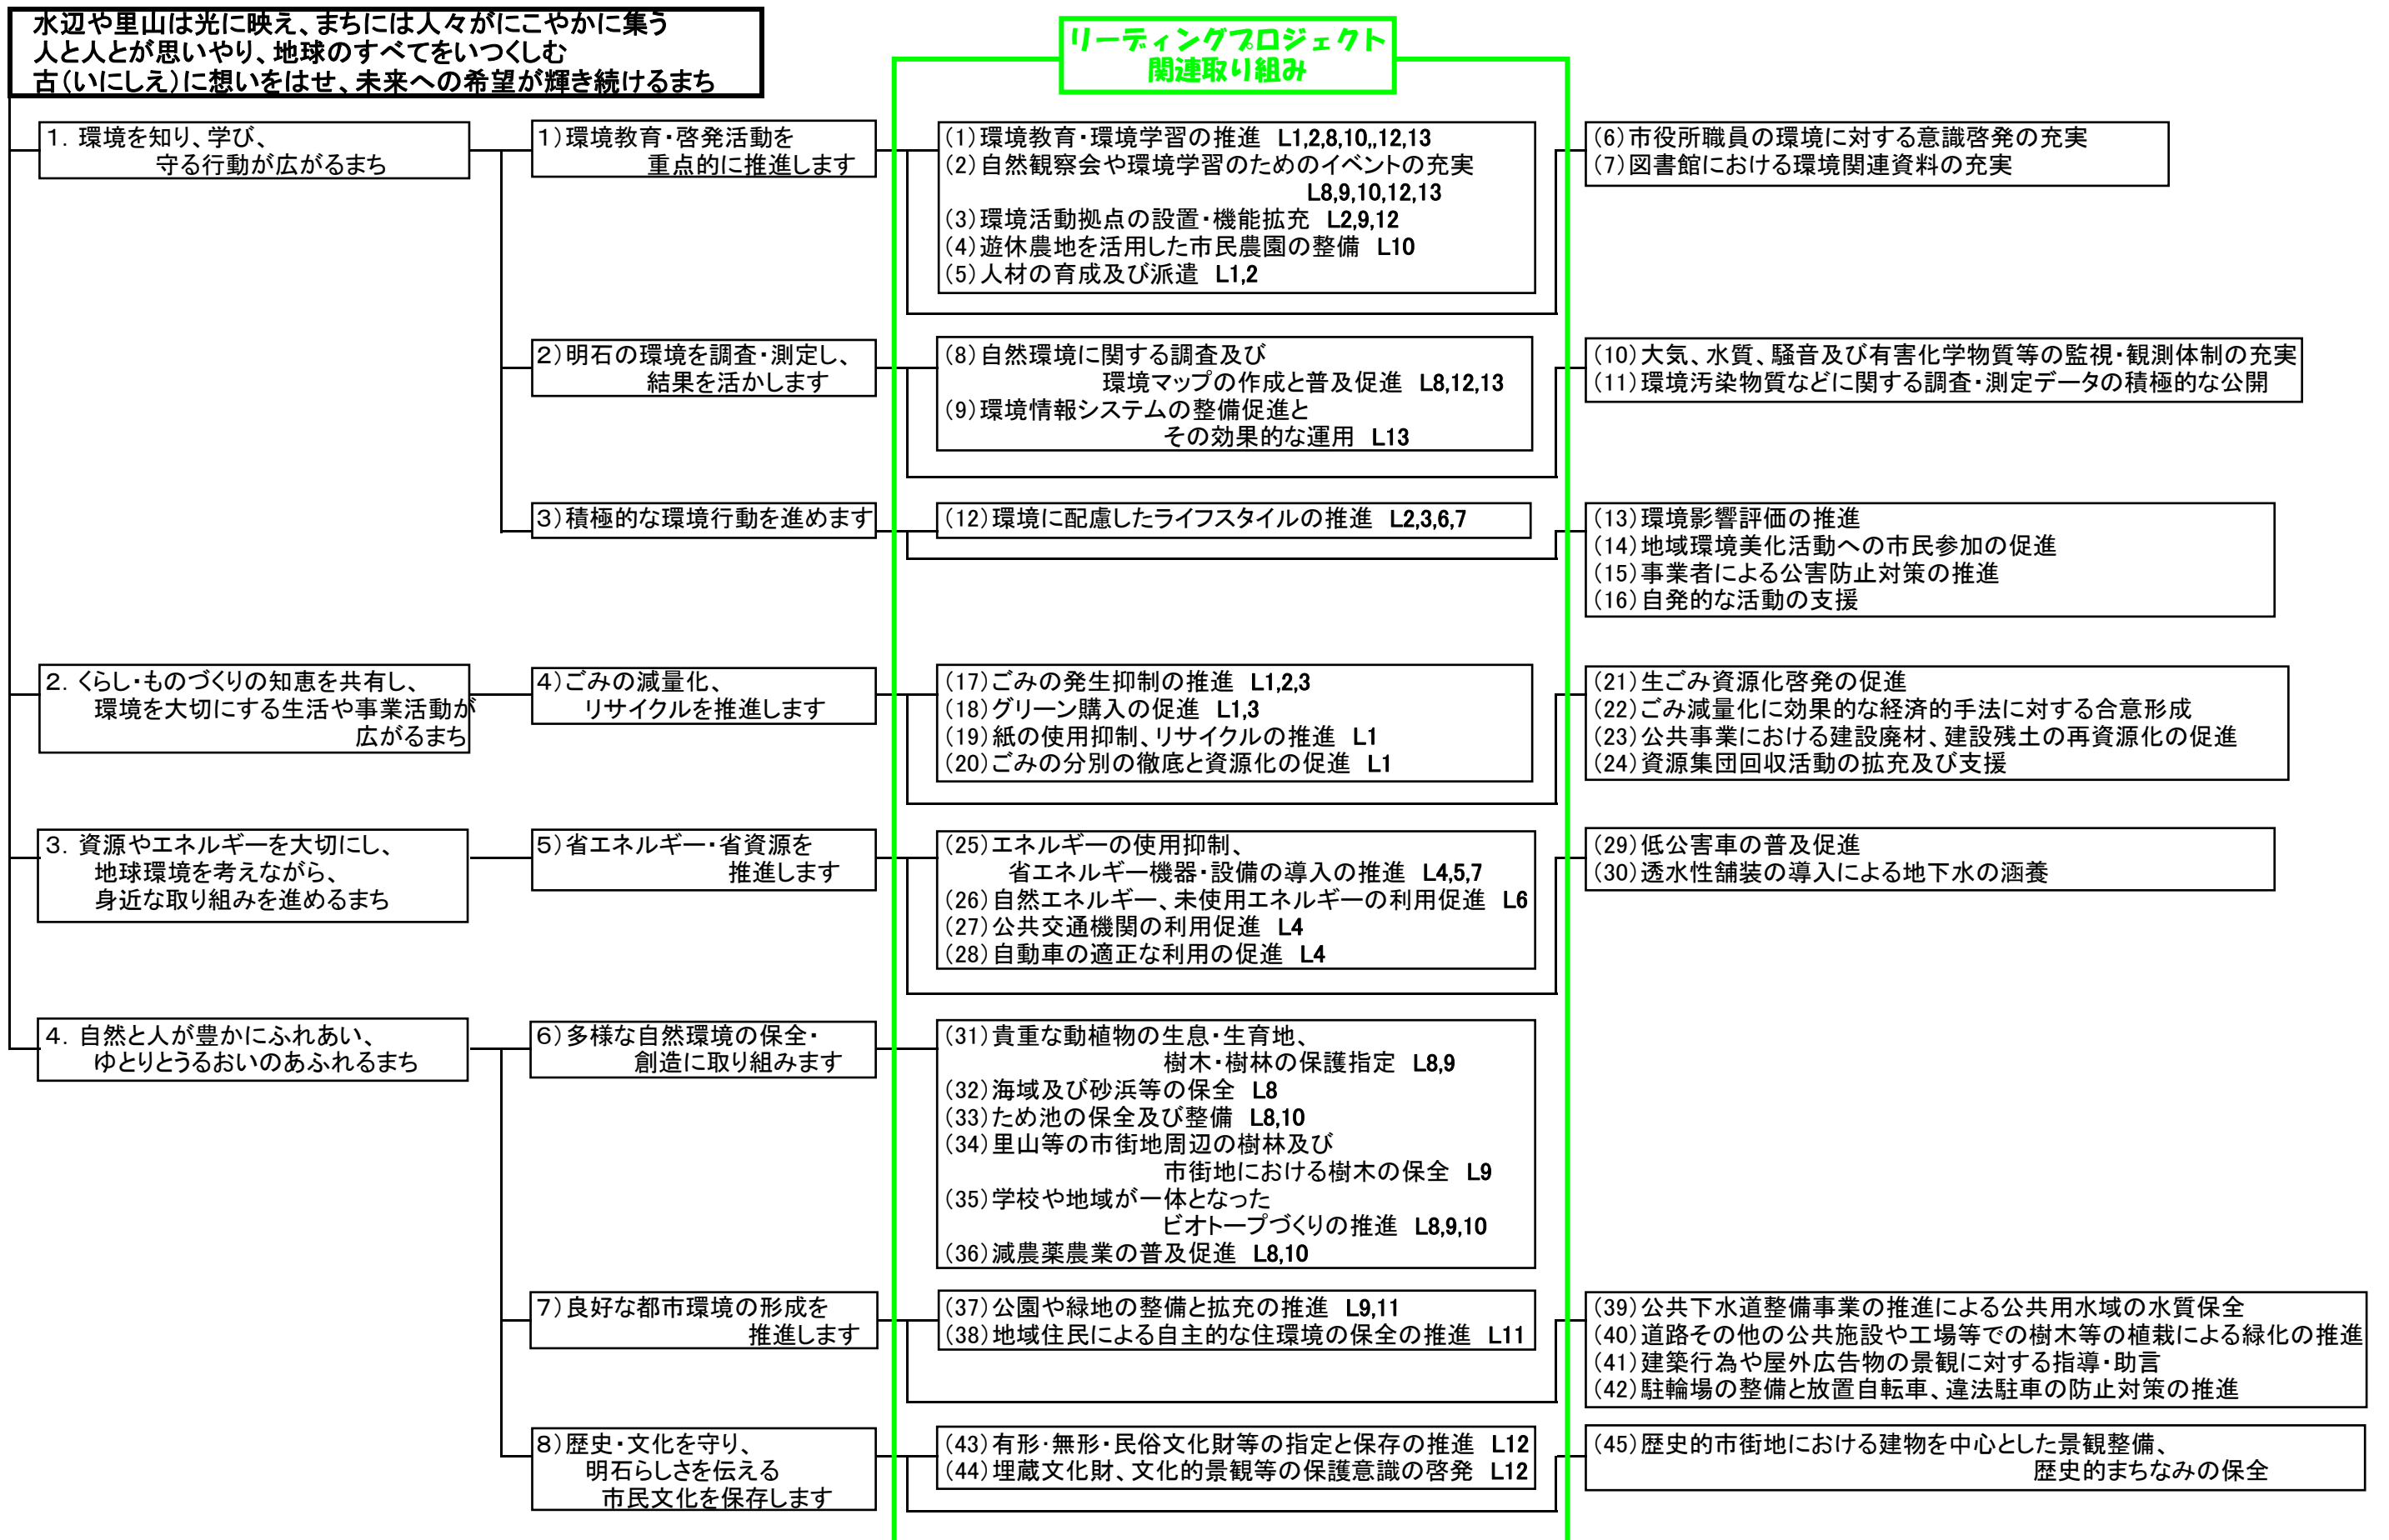 水辺や里山は光に映え、まちには人々がにこやかに集う
人と人とが思いやり、地球のすべてをいつくしむ
古(いにしえ)に想いをはせ、未来への希望が輝き続けるまち
リーディングプロジェクト
関連取り組み
1. 環境を知り、学び、
守る行動が広がるまち
1)環境教育・啓発活動を
重点的に推進します
(1)環境教育・環境学習の推進 L1,2,8,10,,12,13
(2)自然観察会や環境学習のためのイベントの充実
L8,9,10,12,13
(3)環境活動拠点の設置・機能拡充 L2,9,12
(4)遊休農地を活用した市民農園の整備 L10
(5)人材の育成及び派遣 L1,2
(6)市役所職員の環境に対する意識啓発の充実
(7)図書館における環境関連資料の充実
2)明石の環境を調査・測定し、
結果を活かします
(8)自然環境に関する調査及び
環境マップの作成と普及促進 L8,12,13
(9)環境情報システムの整備促進と
その効果的な運用 L13
(10)大気、水質、騒音及び有害化学物質等の監視・観測体制の充実
(11)環境汚染物質などに関する調査・測定データの積極的な公開
3)積極的な環境行動を進めます
(12)環境に配慮したライフスタイルの推進 L2,3,6,7
(13)環境影響評価の推進
(14)地域環境美化活動への市民参加の促進
(15)事業者による公害防止対策の推進
(16)自発的な活動の支援
2. くらし・ものづくりの知恵を共有し、
環境を大切にする生活や事業活動が
広がるまち
4)ごみの減量化、
リサイクルを推進します
(17)ごみの発生抑制の推進 L1,2,3
(18)グリーン購入の促進 L1,3
(19)紙の使用抑制、リサイクルの推進 L1
(20)ごみの分別の徹底と資源化の促進 L1
(21)生ごみ資源化啓発の促進
(22)ごみ減量化に効果的な経済的手法に対する合意形成
(23)公共事業における建設廃材、建設残土の再資源化の促進
(24)資源集団回収活動の拡充及び支援
3. 資源やエネルギーを大切にし、
地球環境を考えながら、
身近な取り組みを進めるまち
5)省エネルギー・省資源を
推進します
(25)エネルギーの使用抑制、
省エネルギー機器・設備の導入の推進 L4,5,7
(26)自然エネルギー、未使用エネルギーの利用促進 L6
(27)公共交通機関の利用促進 L4
(28)自動車の適正な利用の促進 L4
(29)低公害車の普及促進
(30)透水性舗装の導入による地下水の涵養
4. 自然と人が豊かにふれあい、
ゆとりとうるおいのあふれるまち
6)多様な自然環境の保全・
創造に取り組みます
(31)貴重な動植物の生息・生育地、
樹木・樹林の保護指定 L8,9
(32)海域及び砂浜等の保全 L8
(33)ため池の保全及び整備 L8,10
(34)里山等の市街地周辺の樹林及び
市街地における樹木の保全 L9
(35)学校や地域が一体となった
ビオトープづくりの推進 L8,9,10
(36)減農薬農業の普及促進 L8,10
7)良好な都市環境の形成を
推進します
(37)公園や緑地の整備と拡充の推進 L9,11
(38)地域住民による自主的な住環境の保全の推進 L11
(39)公共下水道整備事業の推進による公共用水域の水質保全
(40)道路その他の公共施設や工場等での樹木等の植栽による緑化の推進
(41)建築行為や屋外広告物の景観に対する指導・助言
(42)駐輪場の整備と放置自転車、違法駐車の防止対策の推進
8)歴史・文化を守り、
明石らしさを伝える
市民文化を保存します
(43)有形・無形・民俗文化財等の指定と保存の推進 L12
(44)埋蔵文化財、文化的景観等の保護意識の啓発 L12
(45)歴史的市街地における建物を中心とした景観整備、
歴史的まちなみの保全